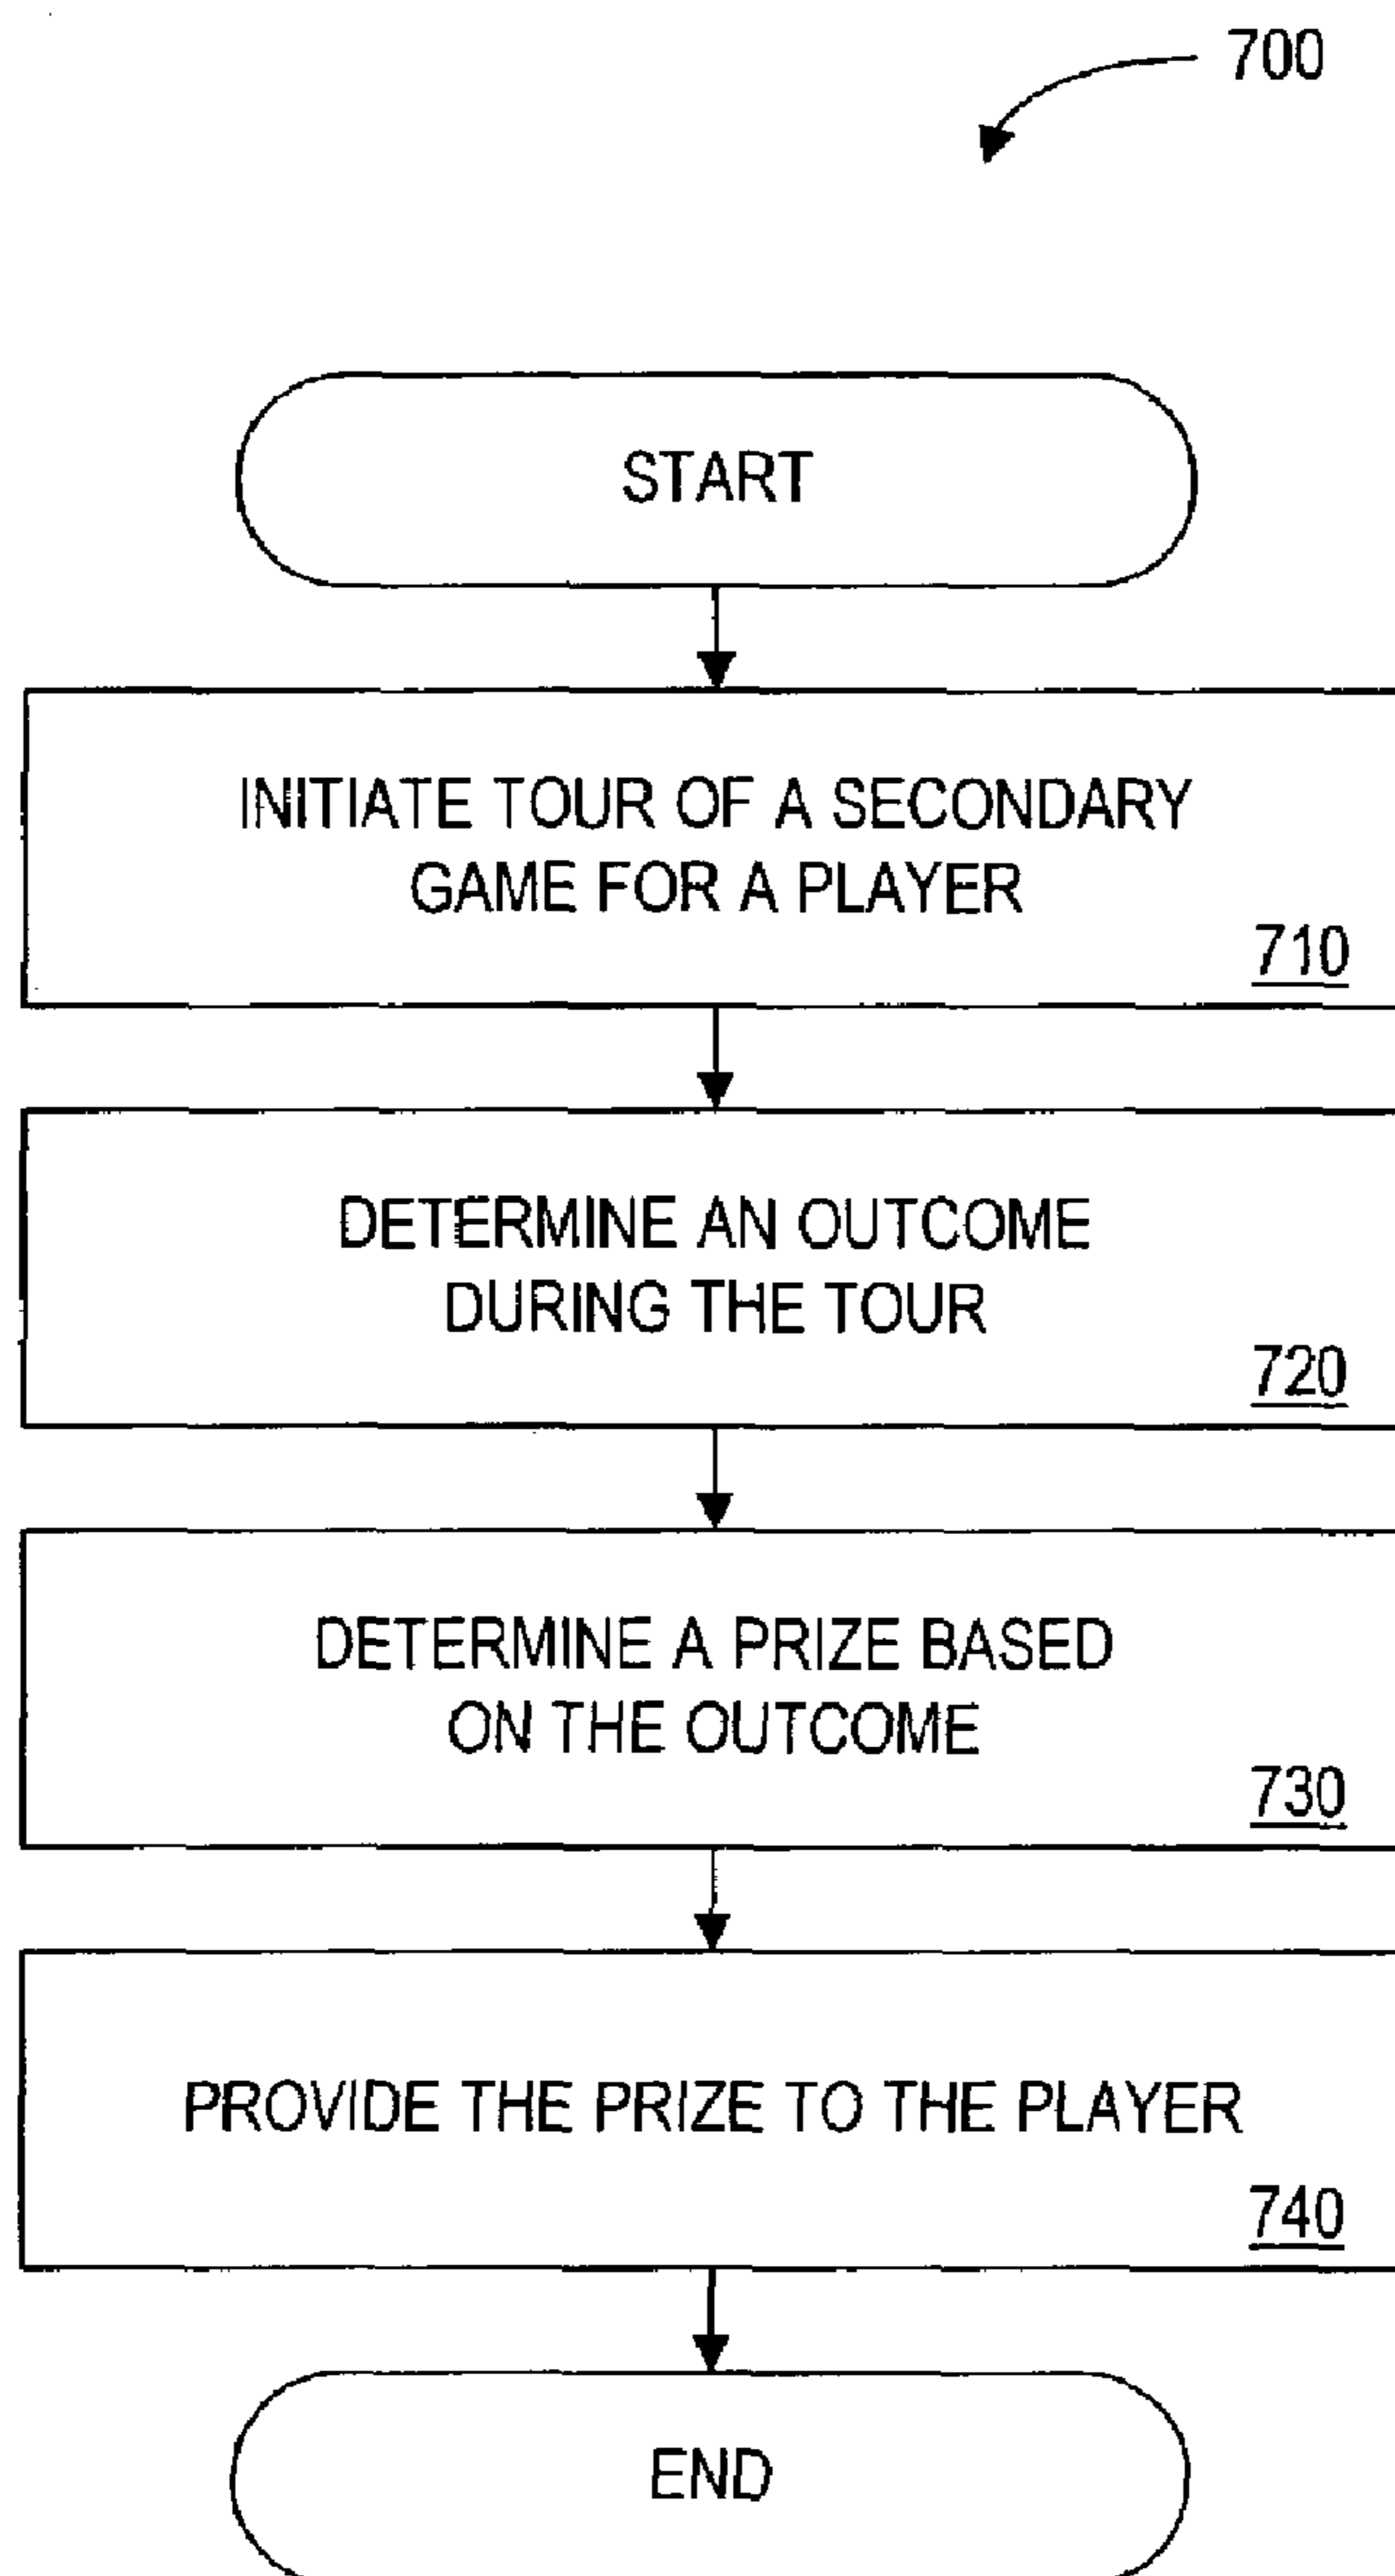 700
START
INITIATE TOUR OF A SECONDARY
GAME FOR A PLAYER
710
DETERMINE AN OUTCOME
DURING THE TOUR
720
DETERMINE A PRIZE BASED
ON THE OUTCOME
730
PROVIDE THE PRIZE TO THE PLAYER
740
END